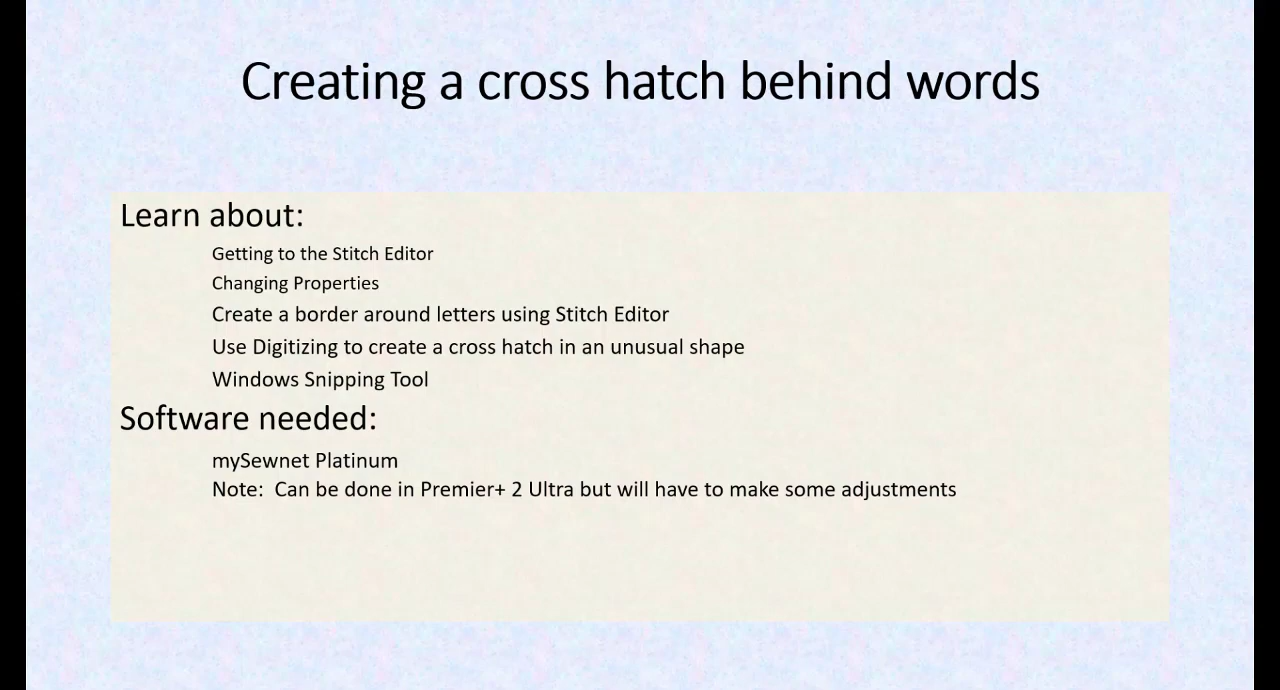 Creating a cross hatch behind words
Learn about:
Getting to the Stitch Editor
Changing Properties
Create a border around letters using Stitch Editor
Use Digitizing to create a cross hatch in an unusual shape
Windows Snipping Tool
Software needed:
mySewnet Platinum
Note:  Can be done in Premier+ 2 Ultra but will have to make some adjustments